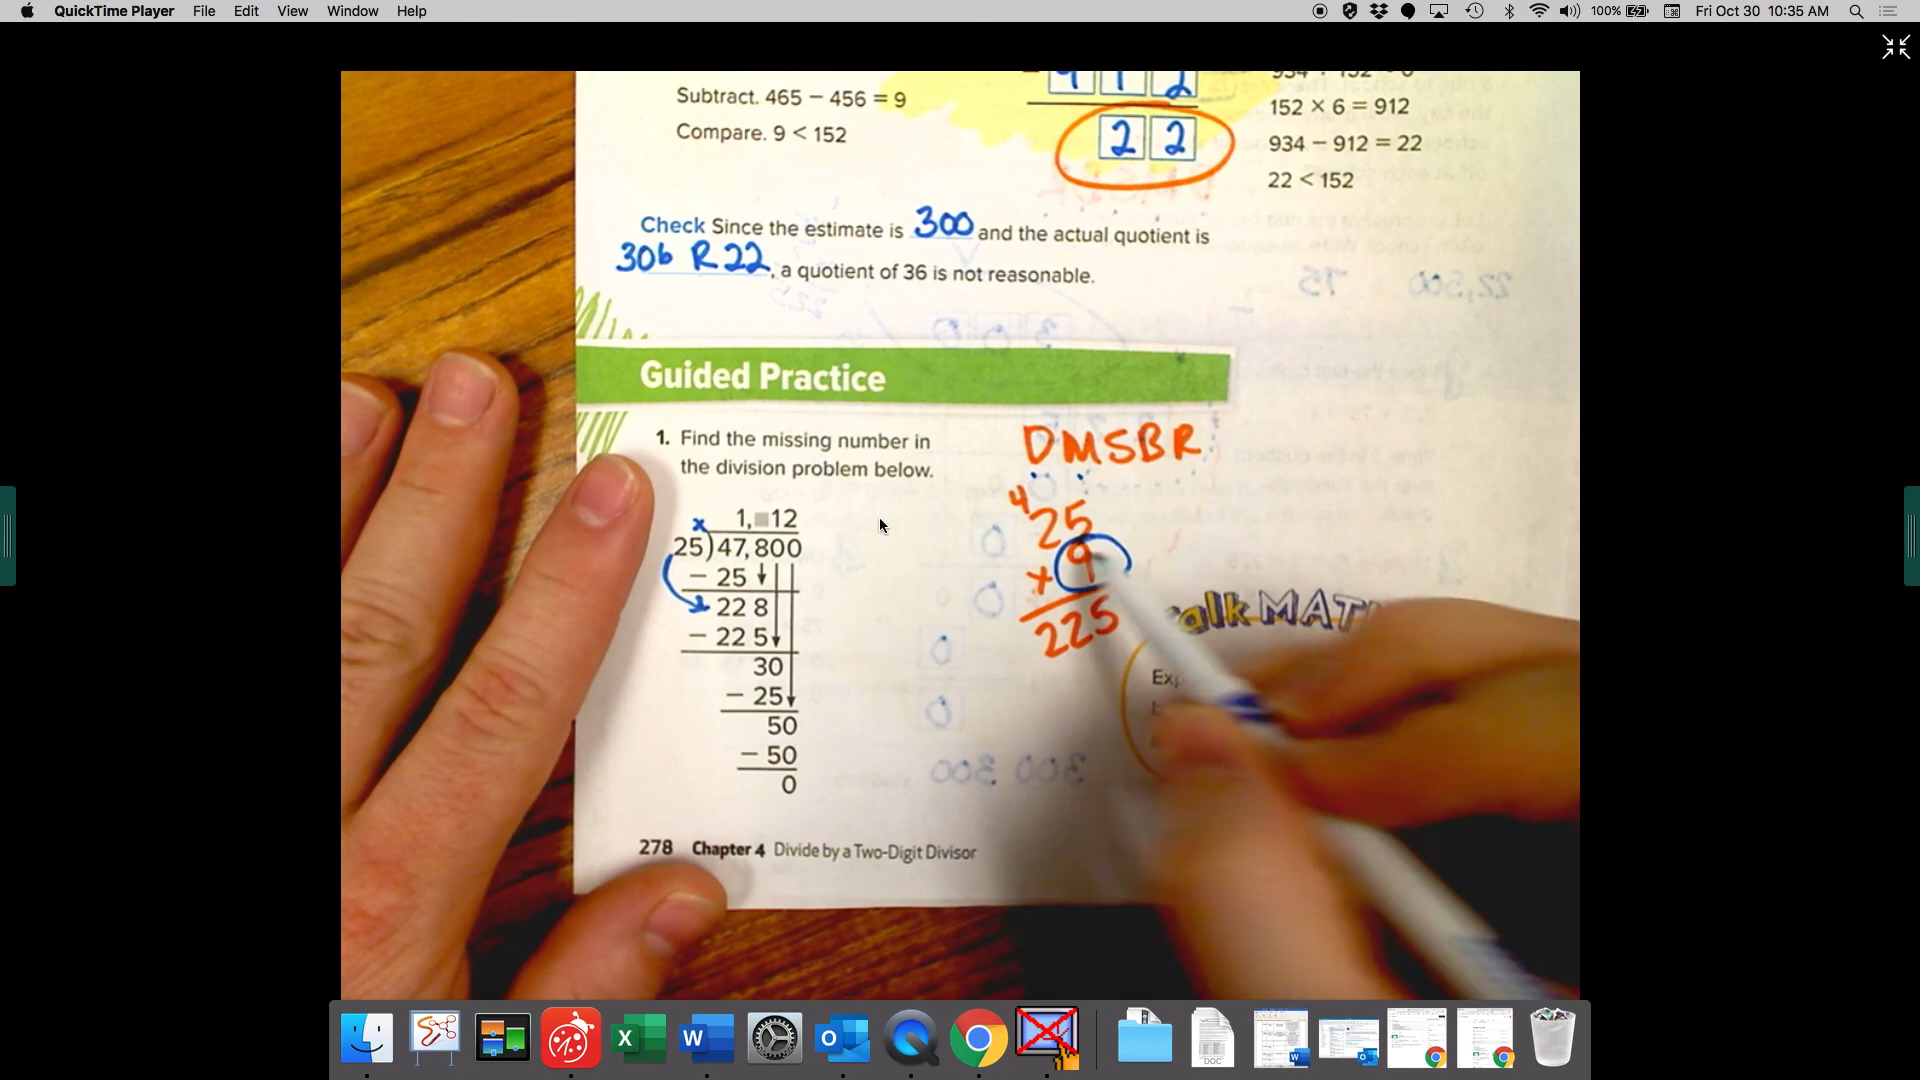 QuickTime Player File Edit View Window Help 100% Fri Oct 30 10:35 AM
Subtract. 465 − 456 = 9
Compare. 9 < 152
9 1 2
2 2
152 × 6 = 912
934 − 912 = 22
22 < 152
Check Since the estimate is 300 and the actual quotient is
306 R22, a quotient of 36 is not reasonable.
Guided Practice
1. Find the missing number in
the division problem below.
DMSBR
x 1,■12
25)47,800
− 25
22 8
− 22 5
30
− 25
50
− 50
0
4
25
× 9
225
alk MAT
Exp
278 Chapter 4 Divide by a Two-Digit Divisor